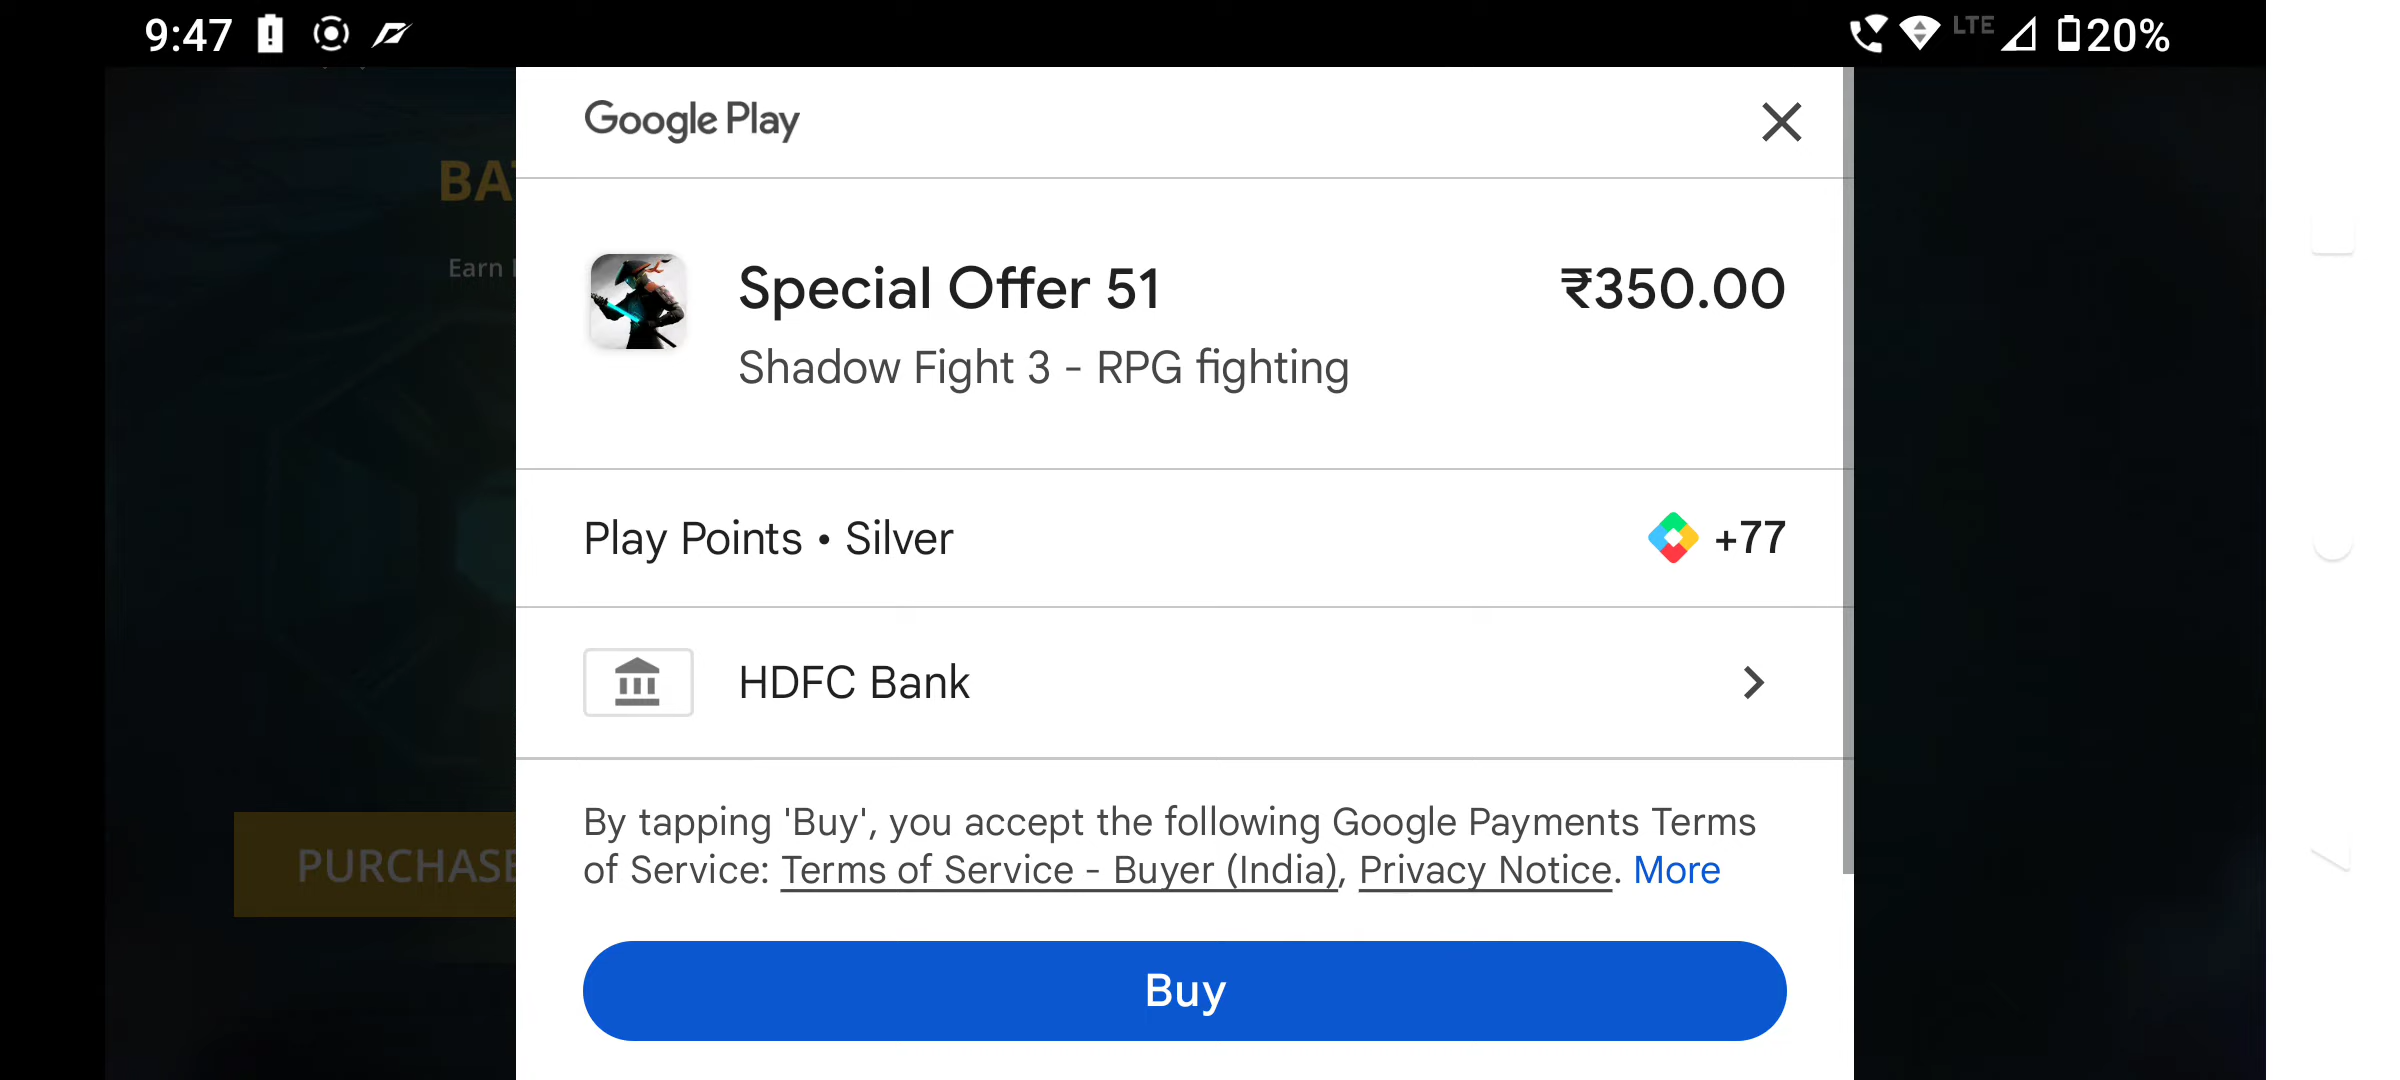 9:47
LTE
20%
Google Play
BAT
Earn
Special Offer 51
₹350.00
Shadow Fight 3 - RPG fighting
Play Points • Silver
+77
HDFC Bank
By tapping 'Buy', you accept the following Google Payments Terms
of Service: Terms of Service - Buyer (India), Privacy Notice. More
PURCHASE
Buy